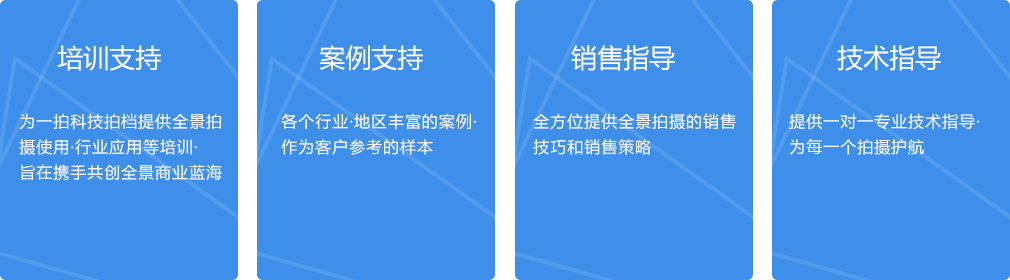 培训支持
为一拍科技拍档提供全景拍
摄使用·行业应用等培训·
旨在携手共创全景商业蓝海
案例支持
各个行业·地区丰富的案例·
作为客户参考的样本
销售指导
全方位提供全景拍摄的销售
技巧和销售策略
技术指导
提供一对一专业技术指导·
为每一个拍摄护航